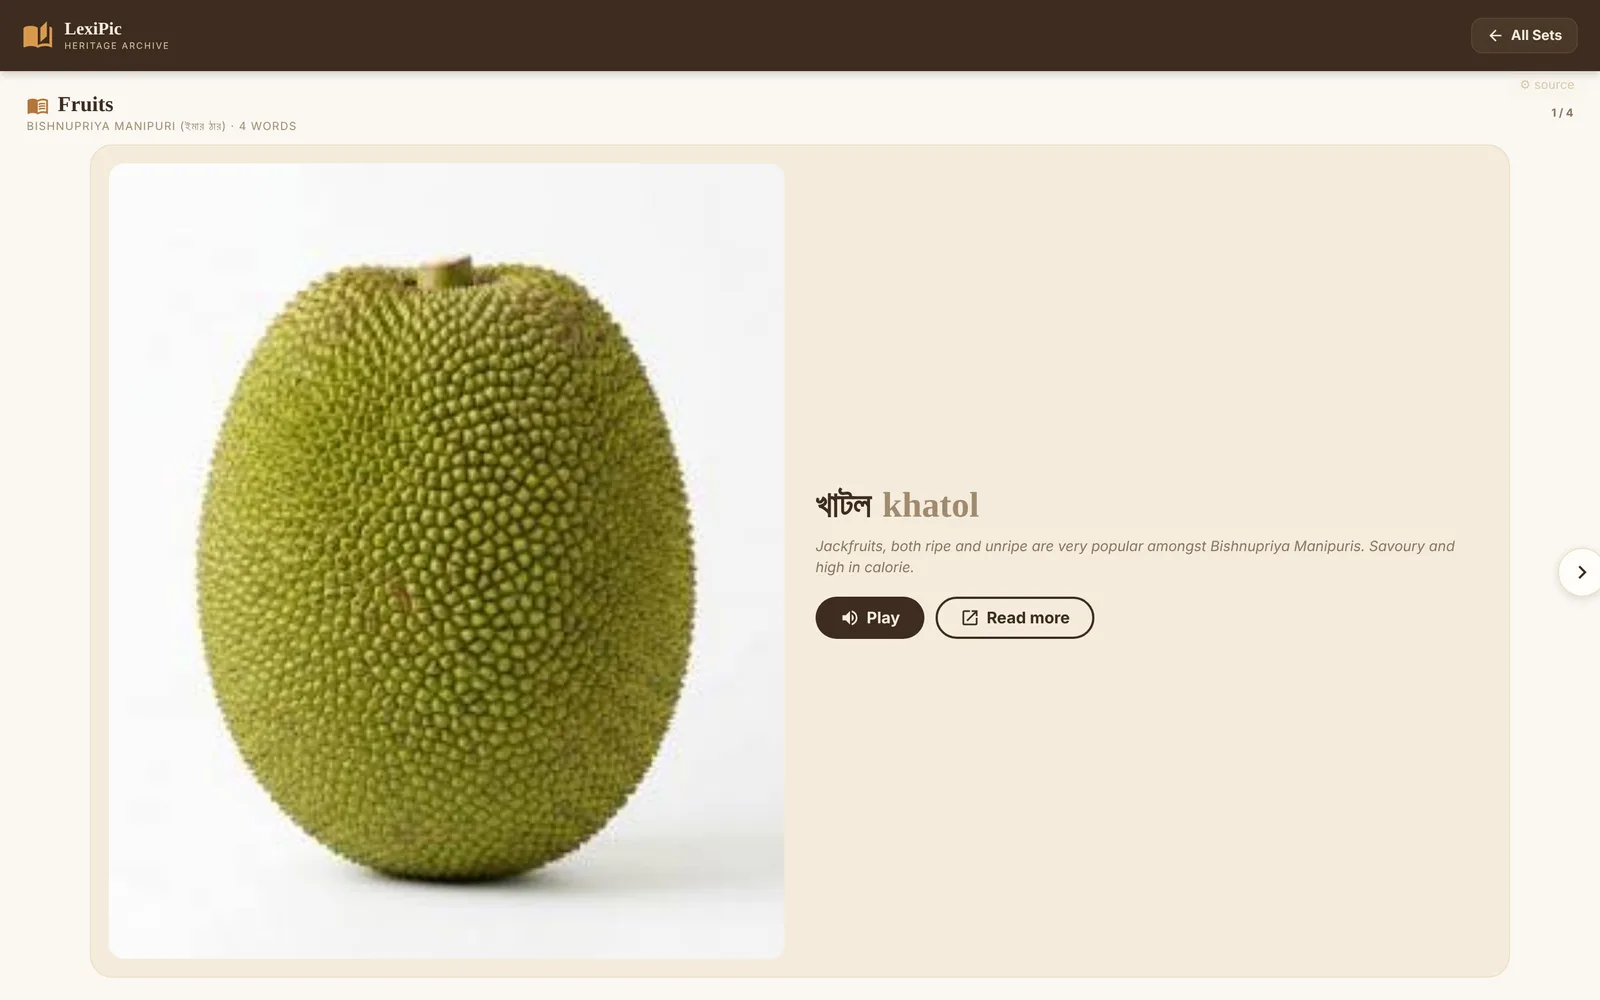 LexiPic
HERITAGE ARCHIVE
All Sets
source
Fruits
1 / 4
BISHNUPRIYA MANIPURI (ইমার ঠার) · 4 WORDS
খাটল khatol
Jackfruits, both ripe and unripe are very popular amongst Bishnupriya Manipuris. Savoury and
high in calorie.
Play
Read more